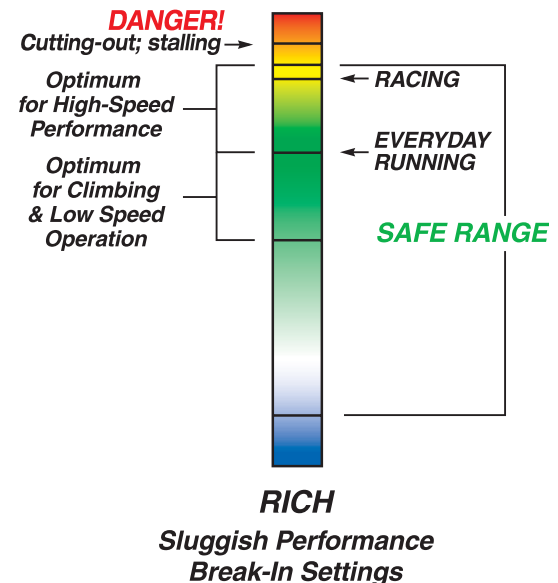 DANGER!
Cutting-out; stalling
Optimum
for High-Speed
Performance
RACING
EVERYDAY
RUNNING
Optimum
for Climbing
& Low Speed
Operation
SAFE RANGE
RICH
Sluggish Performance
Break-In Settings